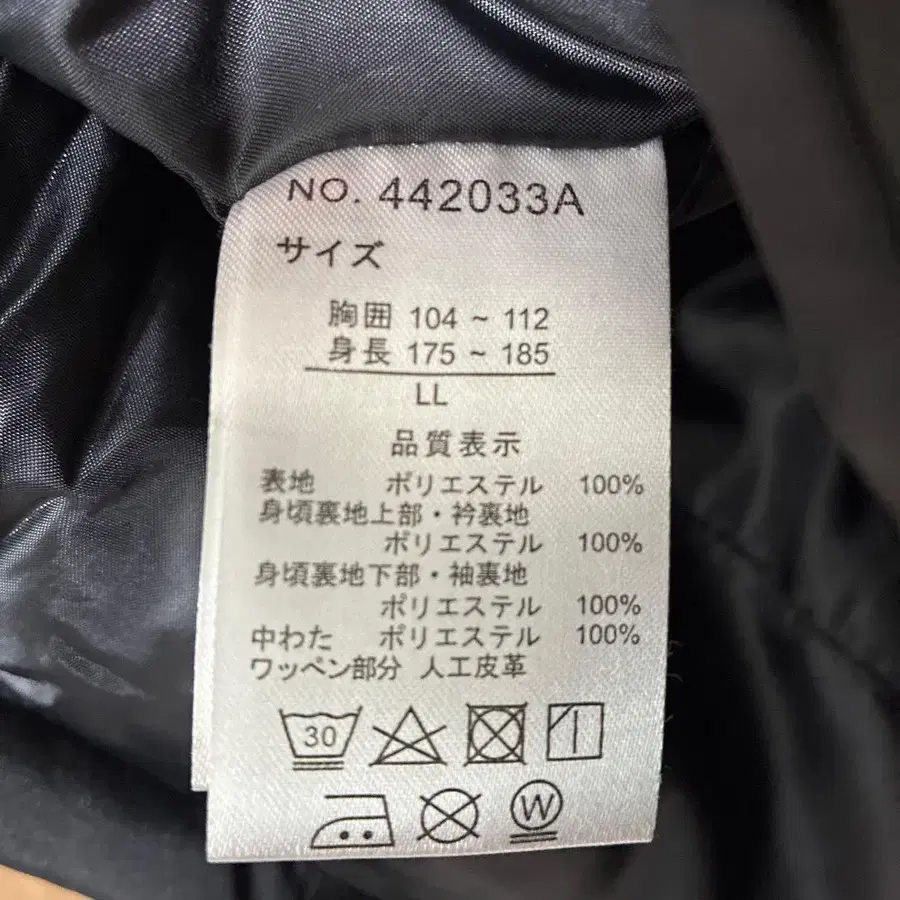 NO. 442033A
サイズ
胸囲 104 ~ 112
身長 175 ~ 185
LL
品質表示
表地 ポリエステル 100%
身頃裏地上部・衿裏地
ポリエステル 100%
身頃裏地下部・袖裏地
ポリエステル 100%
中わた ポリエステル 100%
ワッペン部分 人工皮革
30
W